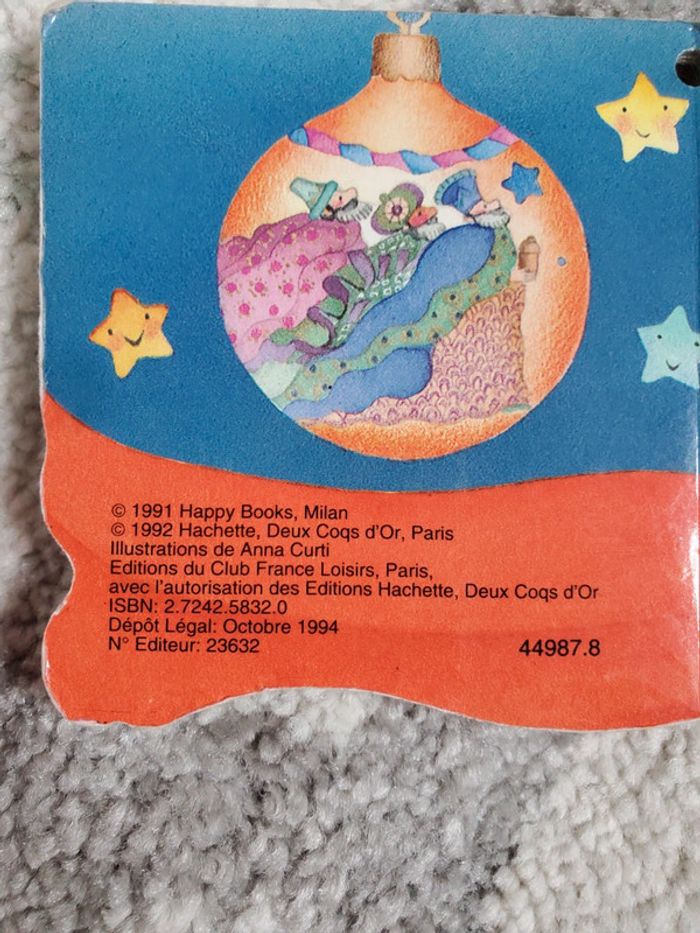 © 1991 Happy Books, Milan
© 1992 Hachette, Deux Coqs d'Or, Paris
Illustrations de Anna Curti
Editions du Club France Loisirs, Paris,
avec l'autorisation des Editions Hachette, Deux Coqs d'Or
ISBN: 2.7242.5832.0
Dépôt Légal: Octobre 1994
N° Editeur: 23632
44987.8